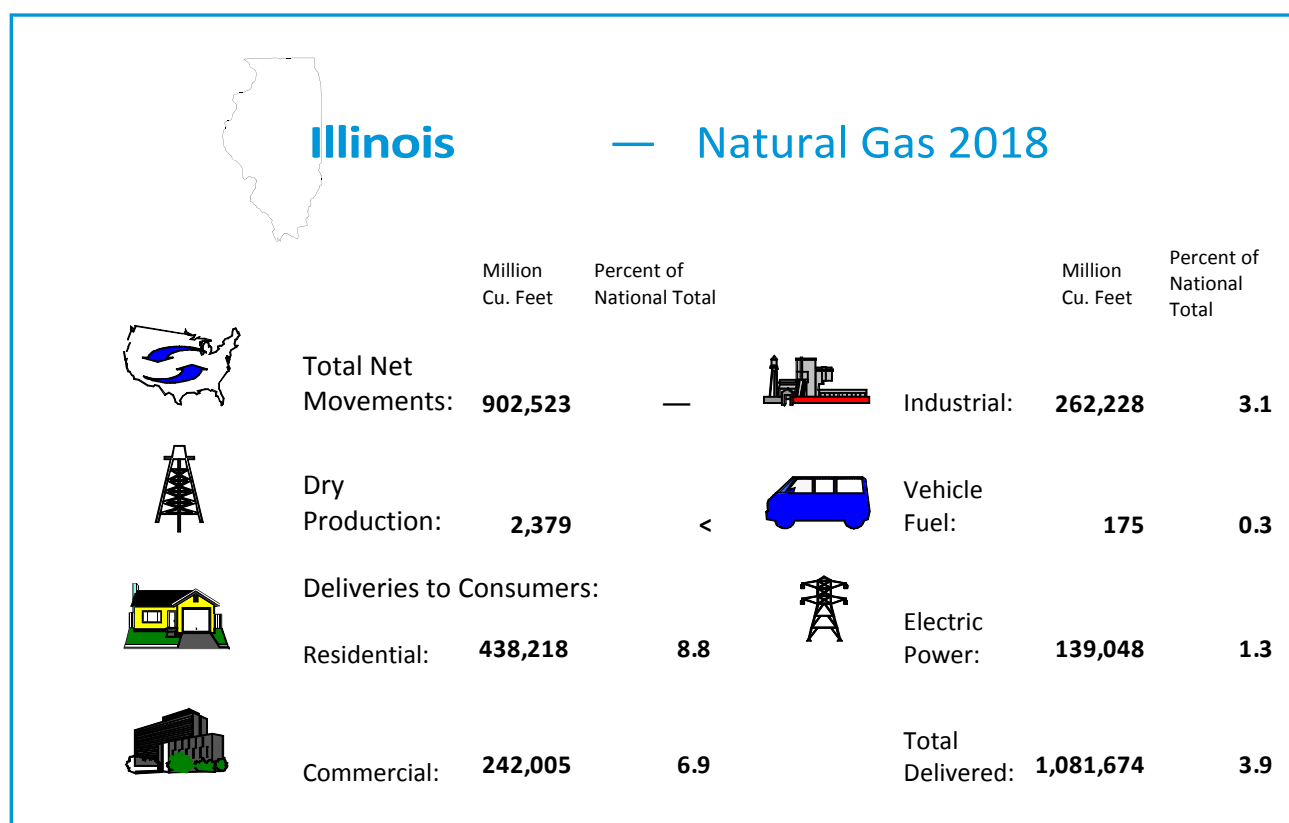 Illinois — Natural Gas 2018
Million
Cu. Feet
Percent of
National Total
Total Net
Movements: 902,523 —
Dry
Production: 2,379 <
Deliveries to Consumers:
Residential: 438,218 8.8
Commercial: 242,005 6.9
Million
Cu. Feet
Percent of
National
Total
Industrial: 262,228 3.1
Vehicle
Fuel: 175 0.3
Electric
Power: 139,048 1.3
Total
Delivered: 1,081,674 3.9